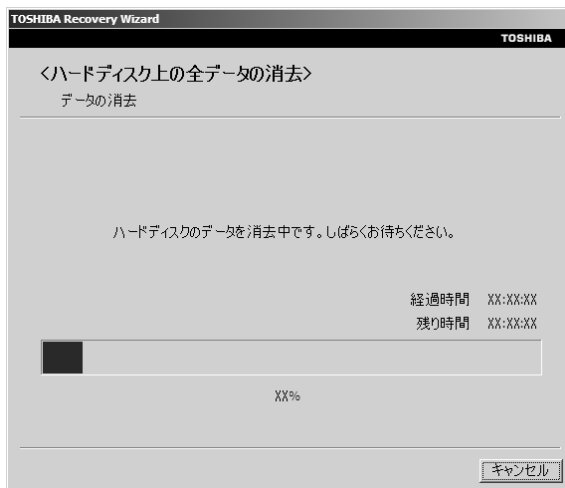 TOSHIBA Recovery Wizard
TOSHIBA
<ハードディスク上の全データの消去>
データの消去
ハードディスクのデータを消去中です。しばらくお待ちください。
経過時間 XX:XX:XX
残り時間 XX:XX:XX
XX%
キャンセル